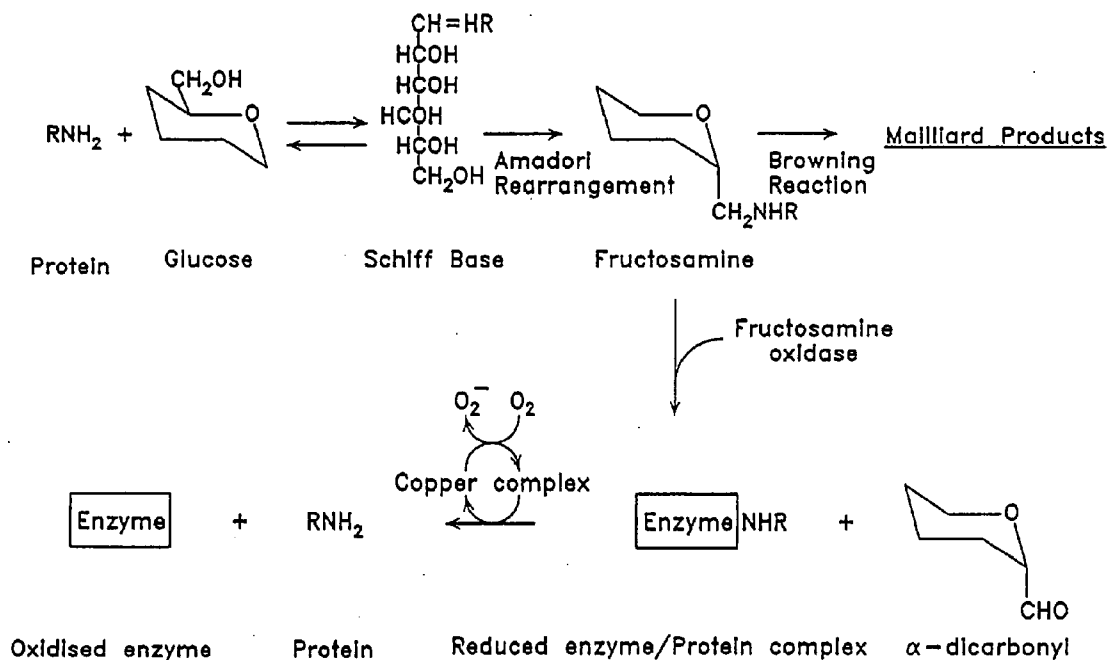 RNH₂ +
CH₂OH
O
CH=HR
HCOH
HCOH
HCOH
HCOH
CH₂OH
Amadori
Rearrangement
O
CH₂NHR
Browning
Reaction
Mailliard Products
Protein
Glucose
Schiff Base
Fructosamine
Fructosamine
oxidase
O₂⁻ O₂
Copper complex
Enzyme + RNH₂
Enzyme NHR +
O
CHO
Oxidised enzyme
Protein
Reduced enzyme/Protein complex
α-dicarbonyl